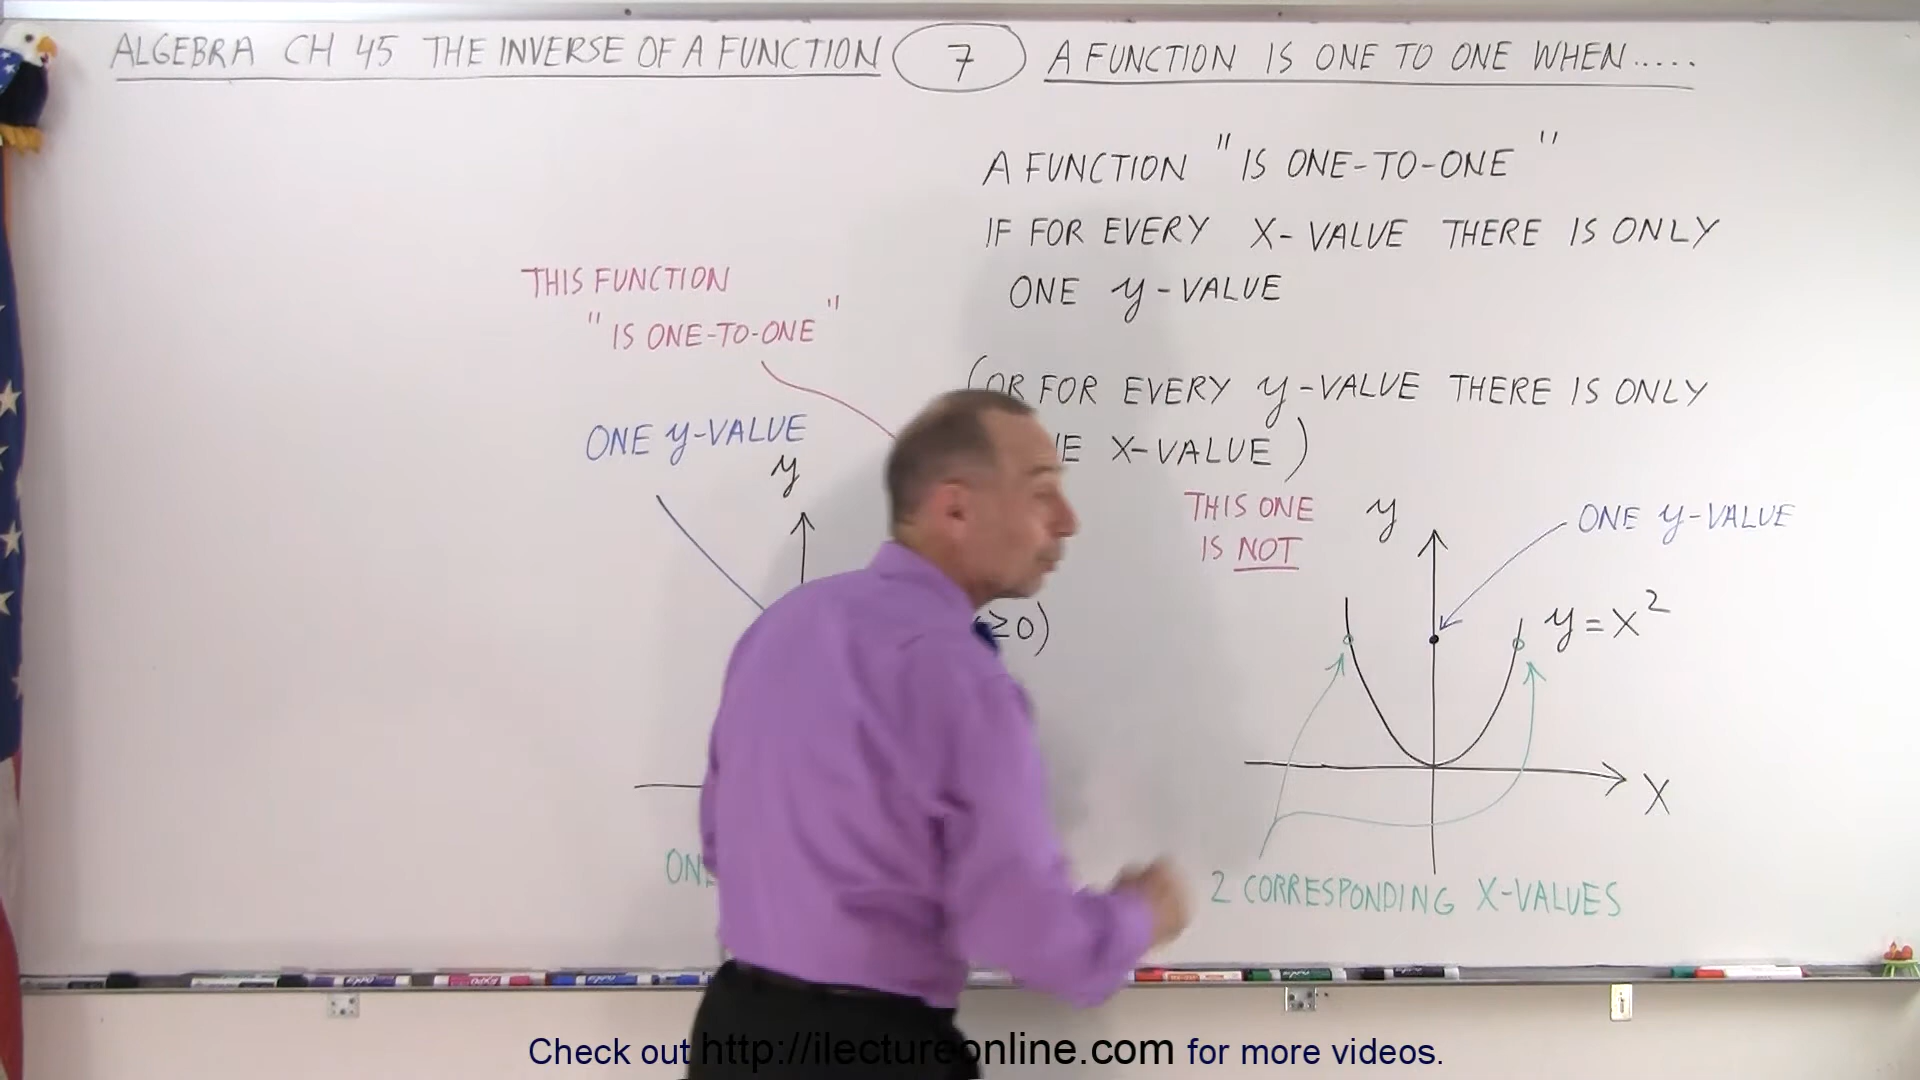 ALGEBRA CH 45 THE INVERSE OF A FUNCTION 7 A FUNCTION IS ONE TO ONE WHEN.....
A FUNCTION "IS ONE-TO-ONE"
IF FOR EVERY X-VALUE THERE IS ONLY
ONE y-VALUE
(OR FOR EVERY y-VALUE THERE IS ONLY
X-VALUE)
THIS FUNCTION
"IS ONE-TO-ONE"
ONE y-VALUE
y
≥0)
THIS ONE
IS NOT
y
ONE y-VALUE
y=x²
X
2 CORRESPONDING X-VALUES
Check out http://ilectureonline.com for more videos.